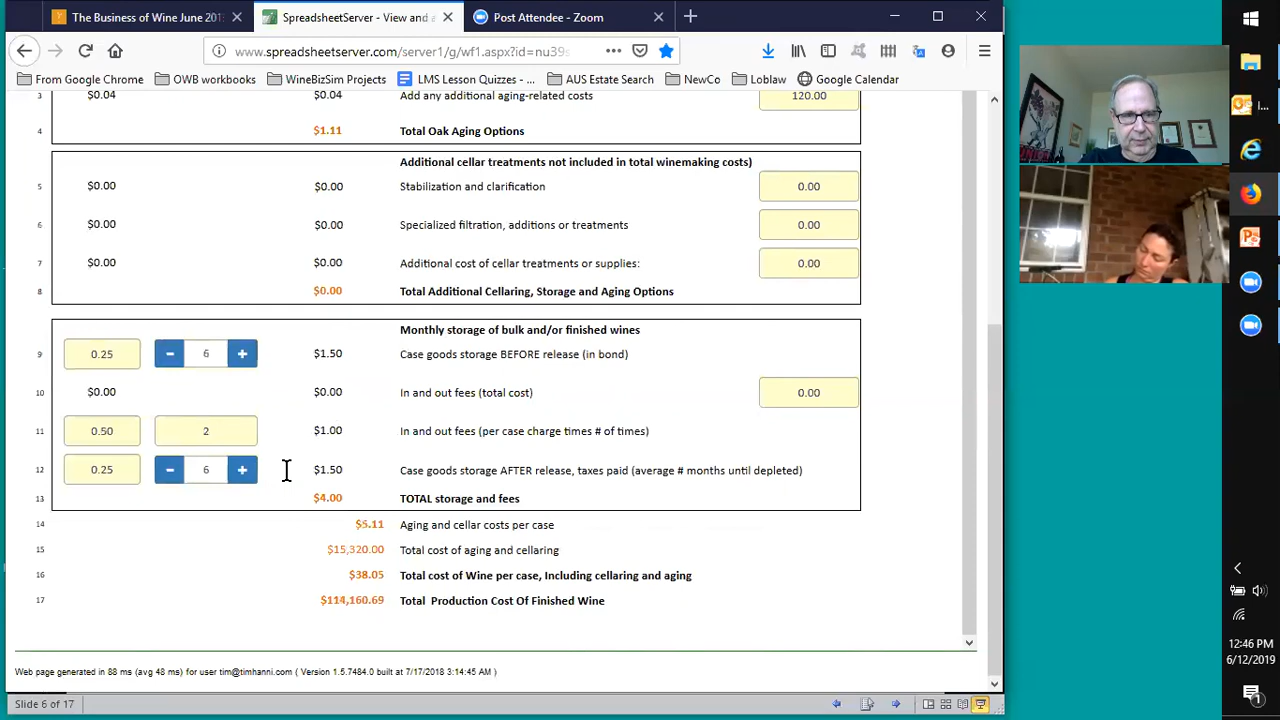 The Business of Wine June 201
SpreadsheetServer - View and a
Post Attendee - Zoom
www.spreadsheetserver.com/server1/g/wf1.aspx?id=nu39s
From Google Chrome
OWB workbooks
WineBizSim Projects
LMS Lesson Quizzes - ...
AUS Estate Search
NewCo
Loblaw
Google Calendar
3 $0.04 $0.04 Add any additional aging-related costs 120.00
4 $1.11 Total Oak Aging Options
Additional cellar treatments not included in total winemaking costs)
5 $0.00 $0.00 Stabilization and clarification 0.00
6 $0.00 $0.00 Specialized filtration, additions or treatments 0.00
7 $0.00 $0.00 Additional cost of cellar treatments or supplies: 0.00
8 $0.00 Total Additional Cellaring, Storage and Aging Options
Monthly storage of bulk and/or finished wines
9 0.25 - 6 + $1.50 Case goods storage BEFORE release (in bond)
10 $0.00 $0.00 In and out fees (total cost) 0.00
11 0.50 2 $1.00 In and out fees (per case charge times # of times)
12 0.25 - 6 + $1.50 Case goods storage AFTER release, taxes paid (average # months until depleted)
13 $4.00 TOTAL storage and fees
14 $5.11 Aging and cellar costs per case
15 $15,320.00 Total cost of aging and cellaring
16 $38.05 Total cost of Wine per case, Including cellaring and aging
17 $114,160.69 Total Production Cost Of Finished Wine
Web page generated in 88 ms (avg 48 ms) for user tim@timhanni.com ( Version 1.5.7484.0 built at 7/17/2018 3:14:45 AM )
Slide 6 of 17
I...
12:46 PM
6/12/2019
1